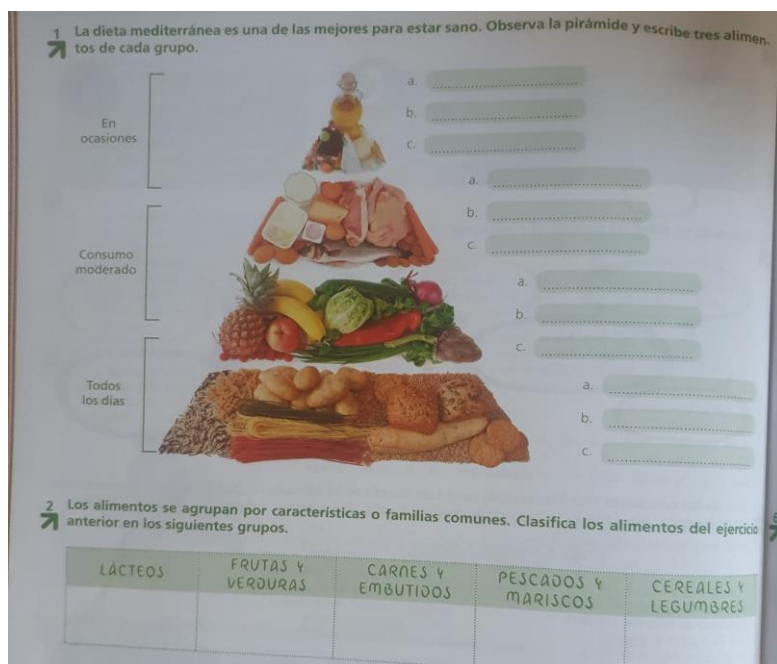 1 La dieta mediterránea es una de las mejores para estar sano. Observa la pirámide y escribe tres alimen-
tos de cada grupo.
En
ocasiones
a.
b.
c.
Consumo
moderado
a.
b.
c.
a.
b.
c.
Todos
los días
a.
b.
c.
2 Los alimentos se agrupan por características o familias comunes. Clasifica los alimentos del ejercicio
anterior en los siguientes grupos.
LÁCTEOS
FRUTAS Y
VERDURAS
CARNES Y
EMBUTIDOS
PESCADOS Y
MARISCOS
CEREALES Y
LEGUMBRES